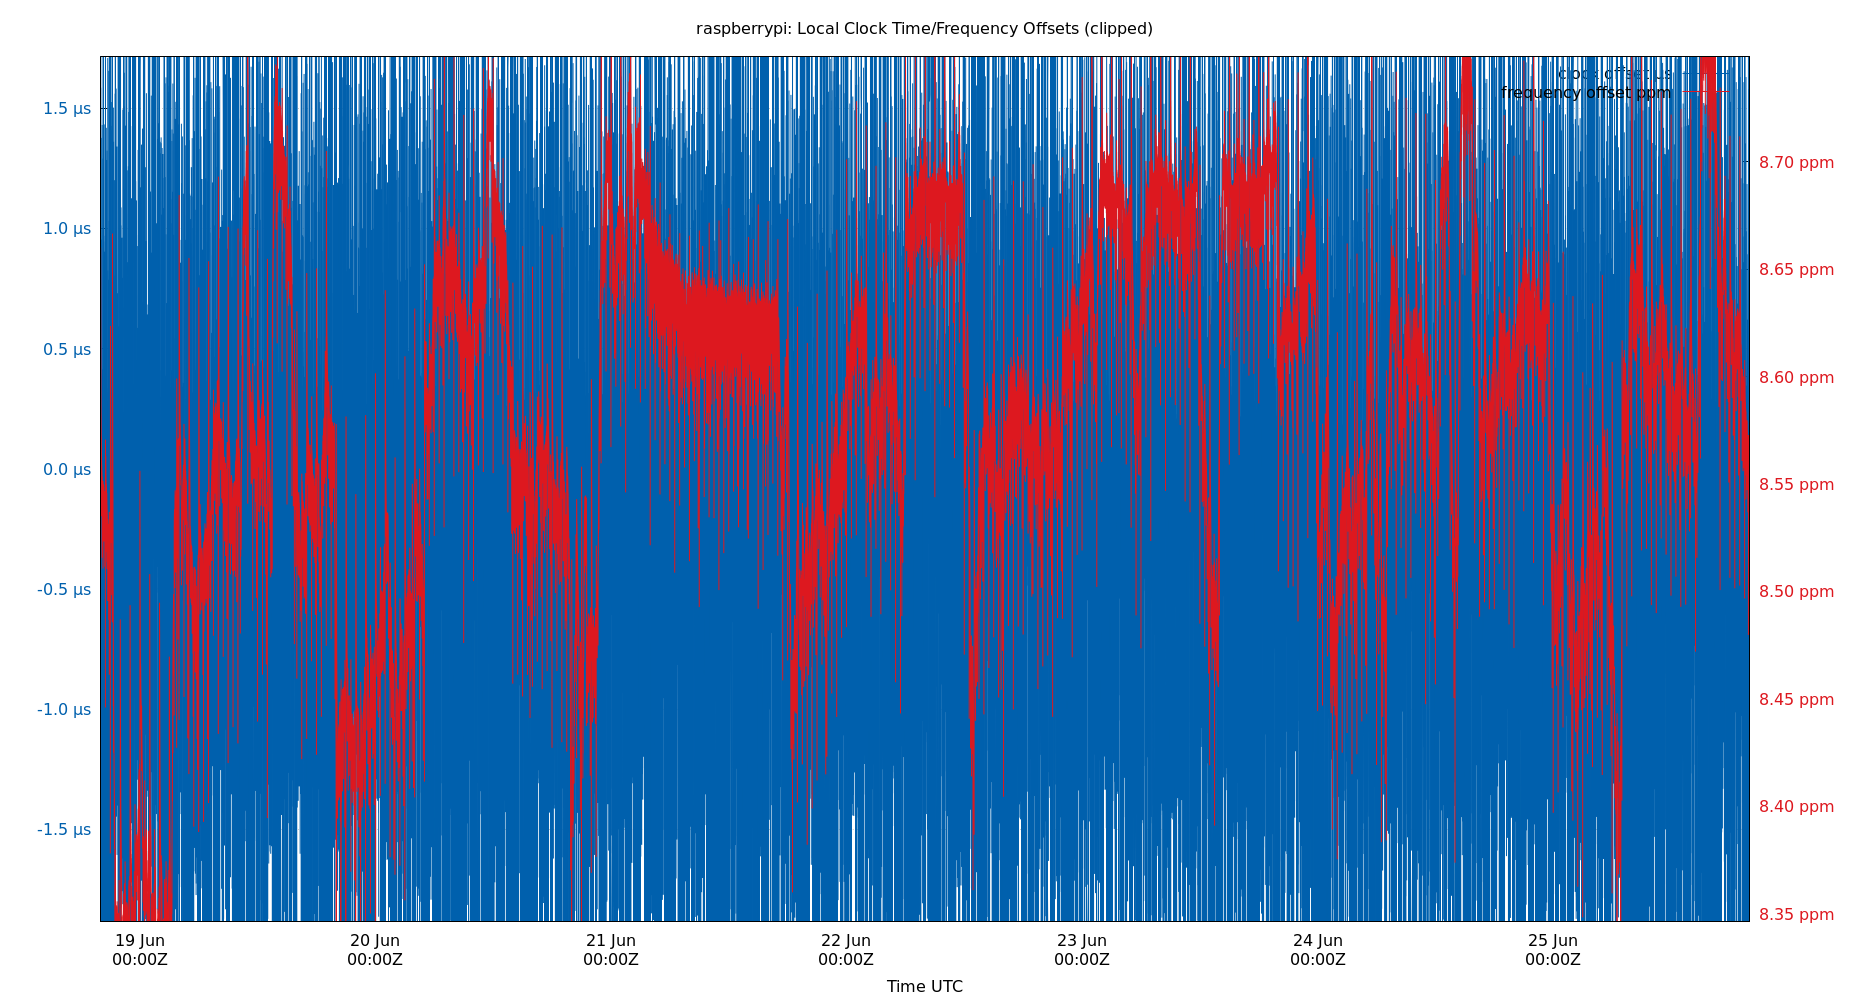 raspberrypi: Local Clock Time/Frequency Offsets (clipped)
clock offset µs
frequency offset ppm
1.5 µs
1.0 µs
0.5 µs
0.0 µs
-0.5 µs
-1.0 µs
-1.5 µs
8.70 ppm
8.65 ppm
8.60 ppm
8.55 ppm
8.50 ppm
8.45 ppm
8.40 ppm
8.35 ppm
19 Jun 20 Jun 21 Jun 22 Jun 23 Jun 24 Jun 25 Jun
00:00Z 00:00Z 00:00Z 00:00Z 00:00Z 00:00Z 00:00Z
Time UTC